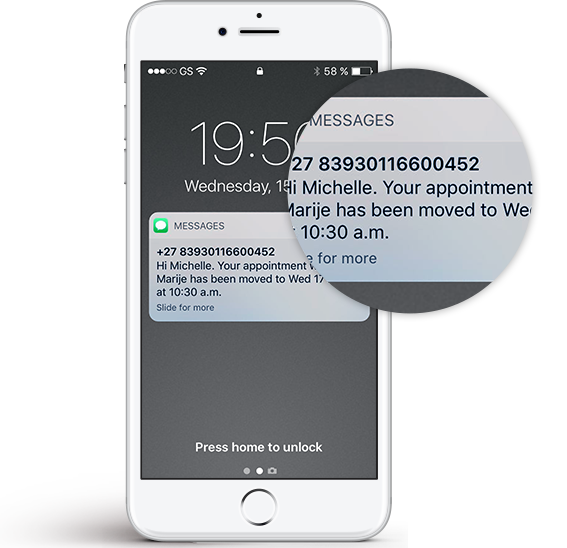 GS 58 %
19:5
Wednesday, 15
MESSAGES
+27 83930116600452
Hi Michelle. Your appointment
Marije has been moved to Wed 17
at 10:30 a.m.
Slide for more
Press home to unlock
MESSAGES
27 83930116600452
Hi Michelle. Your appointment
Marije has been moved to We
10:30 a.m.
for more